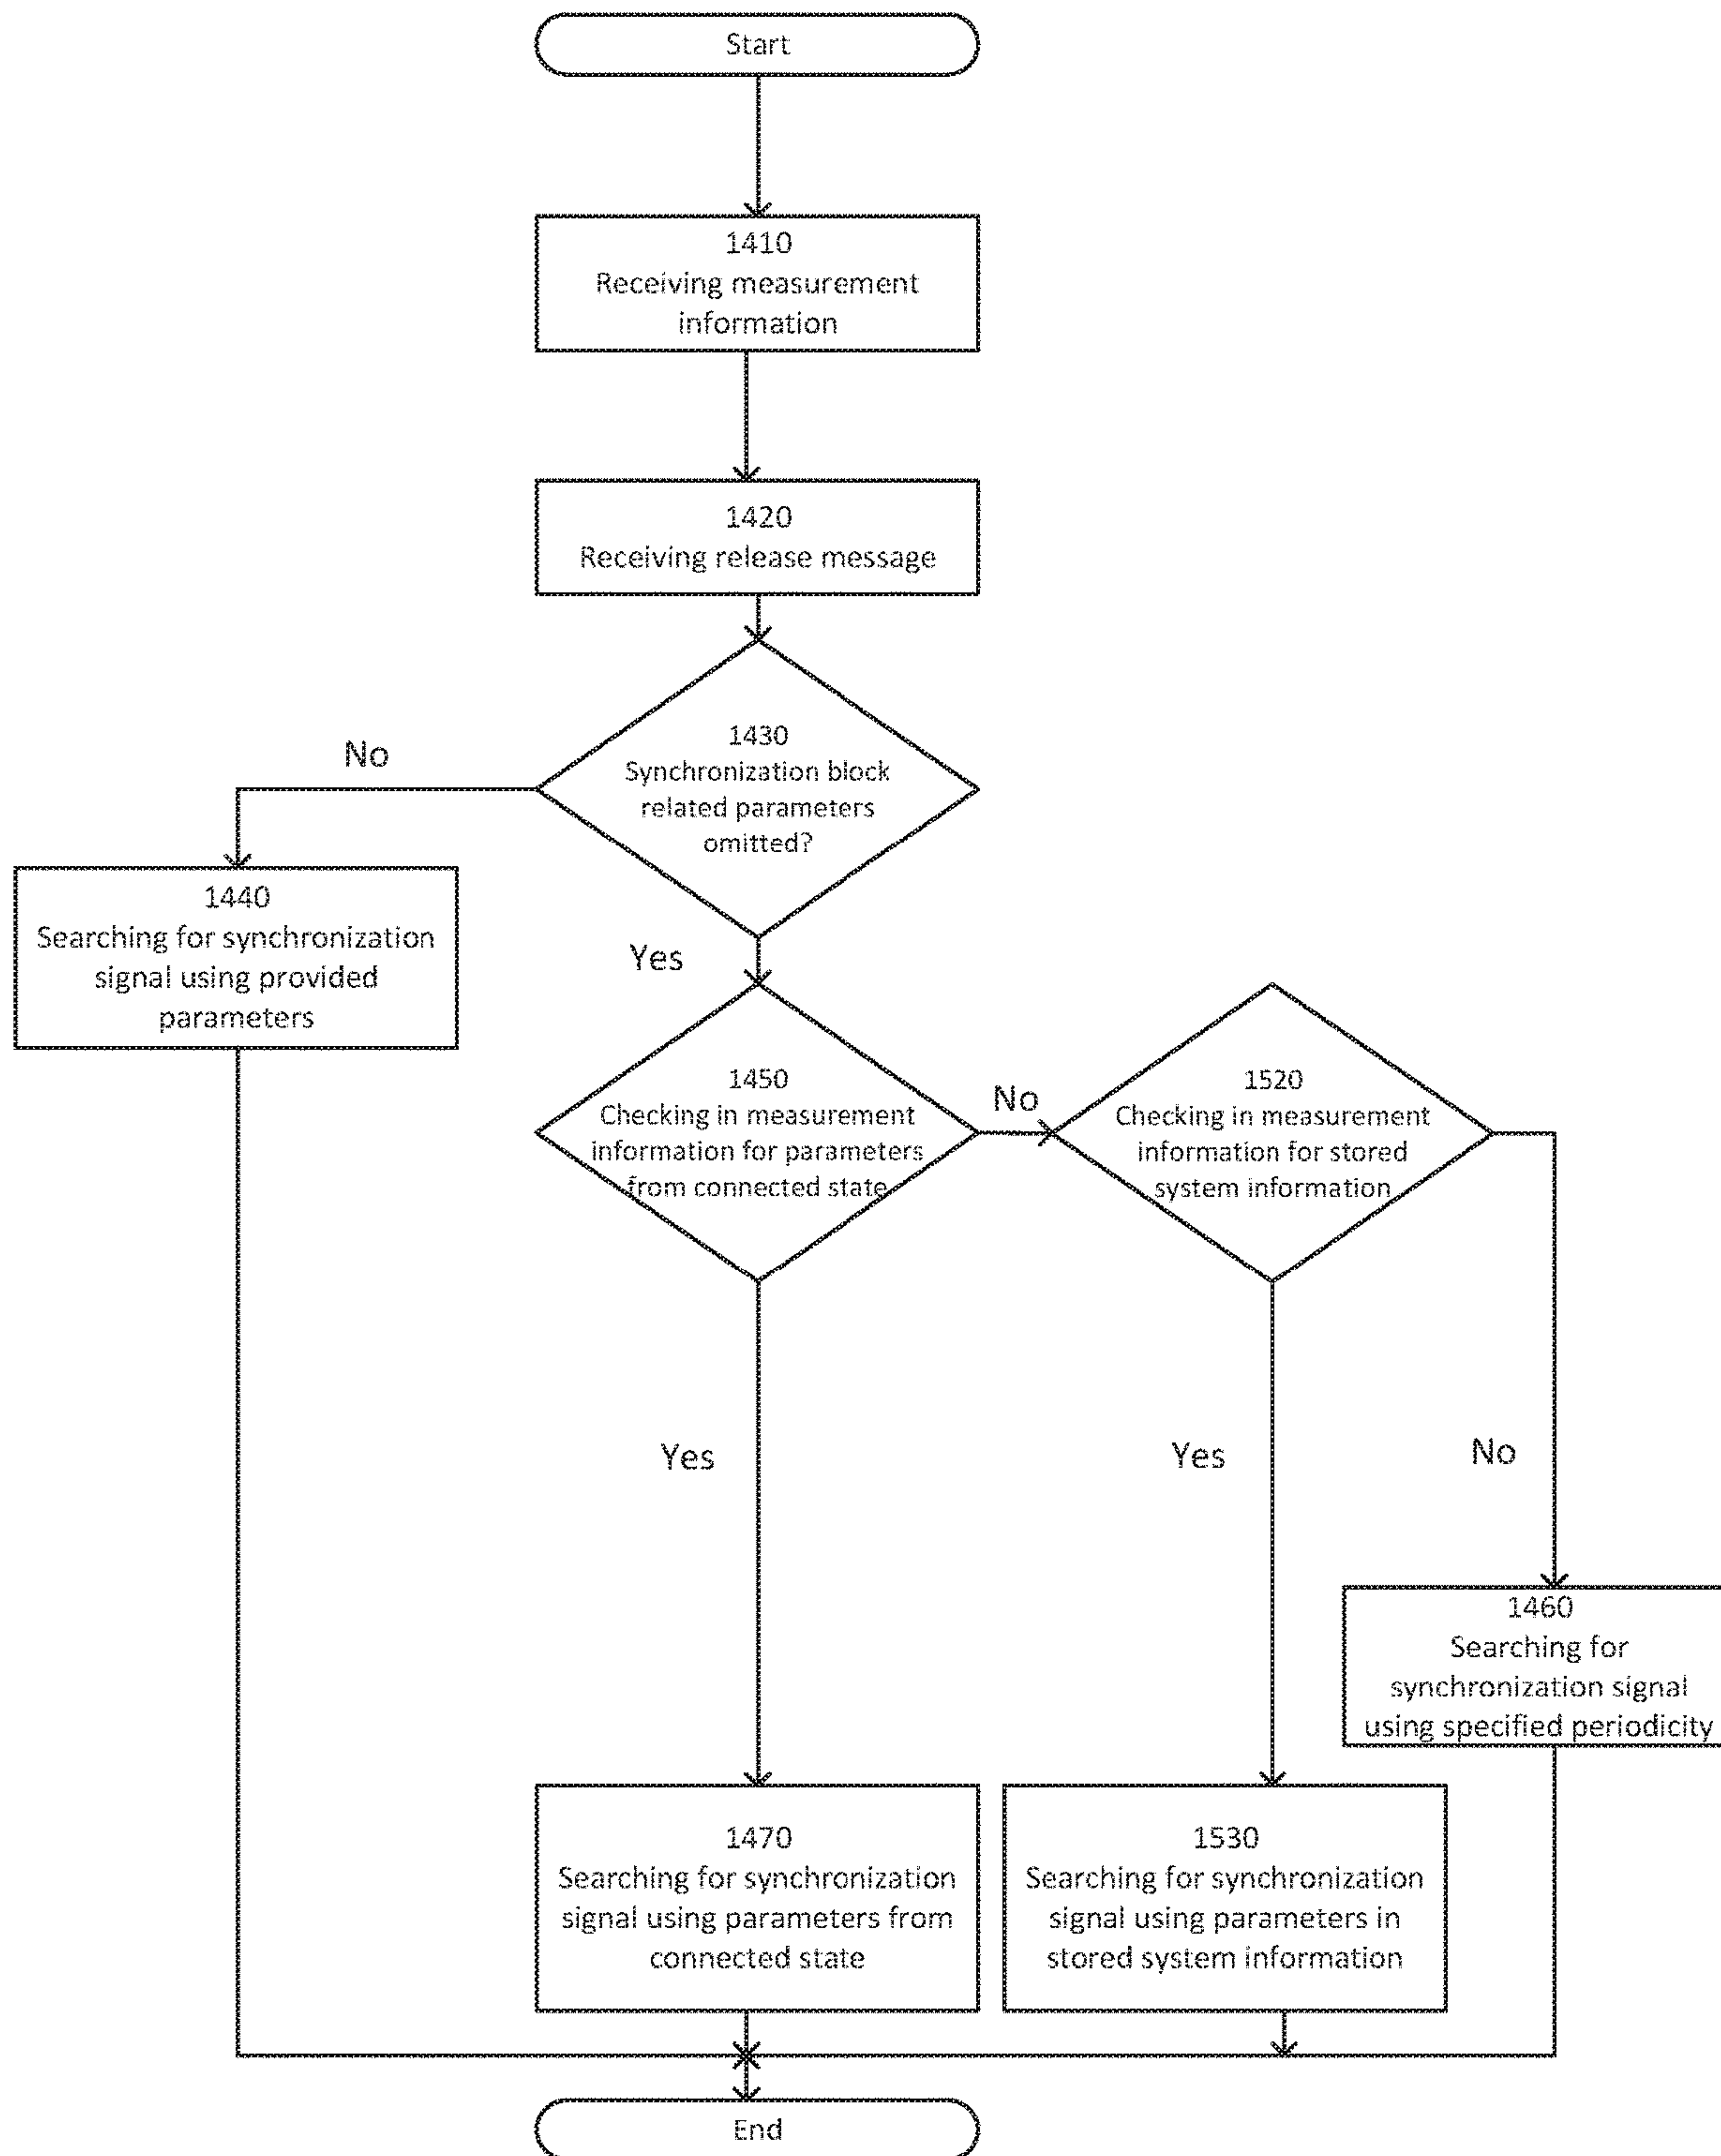 Start
1410
Receiving measurement
information
1420
Receiving release message
1430
Synchronization block
related parameters
omitted?
No
Yes
1440
Searching for synchronization
signal using provided
parameters
1450
Checking in measurement
information for parameters
from connected state
No
1520
Checking in measurement
information for stored
system information
Yes
Yes
No
1460
Searching for
synchronization signal
using specified periodicity
1470
Searching for synchronization
signal using parameters from
connected state
1530
Searching for synchronization
signal using parameters in
stored system information
End